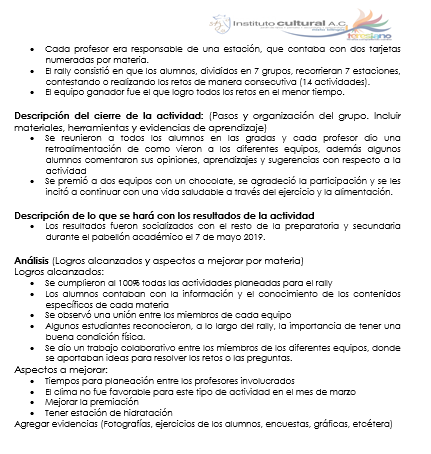 Instituto cultural A.C.
• Cada profesor era responsable de una estación, que contaba con dos tarjetas
numeradas por materia.
• El rally consistió en que los alumnos, divididos en 7 grupos, recorrieran 7 estaciones,
contestando o realizando los retos de manera consecutiva (14 actividades).
• El equipo ganador fue el que logro todos los retos en el menor tiempo.
Descripción del cierre de la actividad: (Pasos y organización del grupo. Incluir
materiales, herramientas y evidencias de aprendizaje)
• Se reunieron a todos los alumnos en las gradas y cada profesor dio una
retroalimentación de como vieron a los diferentes equipos, además algunos
alumnos comentaron sus opiniones, aprendizajes y sugerencias con respecto a la
actividad
• Se premió a dos equipos con un chocolate, se agradeció la participación y se les
incitó a continuar con una vida saludable a través del ejercicio y la alimentación.
Descripción de lo que se hará con los resultados de la actividad
• Los resultados fueron socializados con el resto de la preparatoria y secundaria
durante el pabellón académico el 7 de mayo 2019.
Análisis (Logros alcanzados y aspectos a mejorar por materia)
Logros alcanzados:
• Se cumplieron al 100% todas las actividades planeadas para el rally
• Los alumnos contaban con la información y el conocimiento de los contenidos
específicos de cada materia
• Se observó una unión entre los miembros de cada equipo
• Algunos estudiantes reconocieron, a lo largo del rally, la importancia de tener una
buena condición física.
• Se dio un trabajo colaborativo entre los miembros de los diferentes equipos, donde
se aportaban ideas para resolver los retos o las preguntas.
Aspectos a mejorar:
• Tiempos para planeación entre los profesores involucrados
• El clima no fue favorable para este tipo de actividad en el mes de marzo
• Mejorar la premiación
• Tener estación de hidratación
Agregar evidencias (Fotografías, ejercicios de los alumnos, encuestas, gráficas, etcétera)